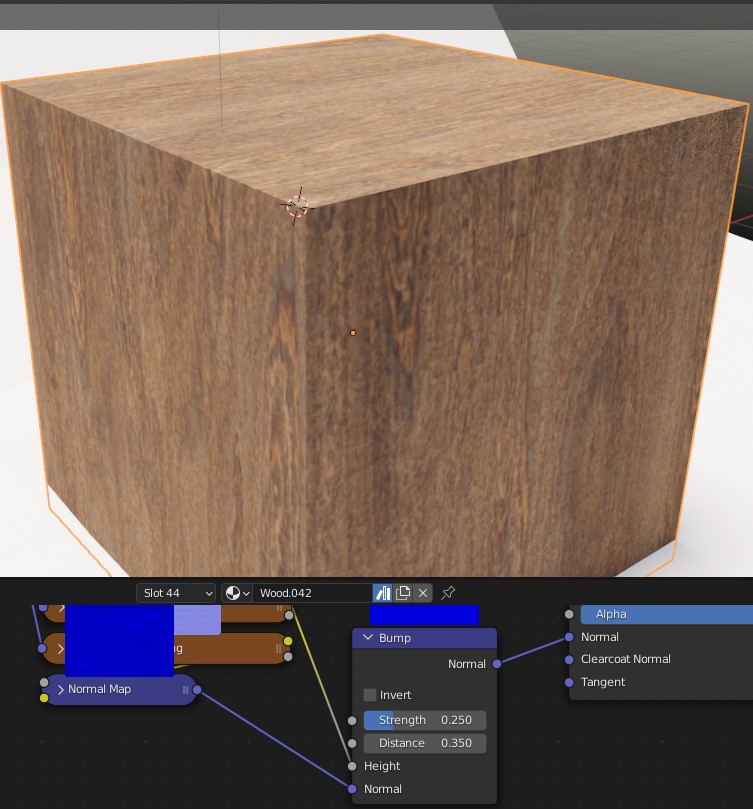 Slot 44 Wood.042
Alpha
Bump
Normal
Normal
ng
Clearcoat Normal
Normal Map
Tangent
Invert
Strength 0.250
Distance 0.350
Height
Normal